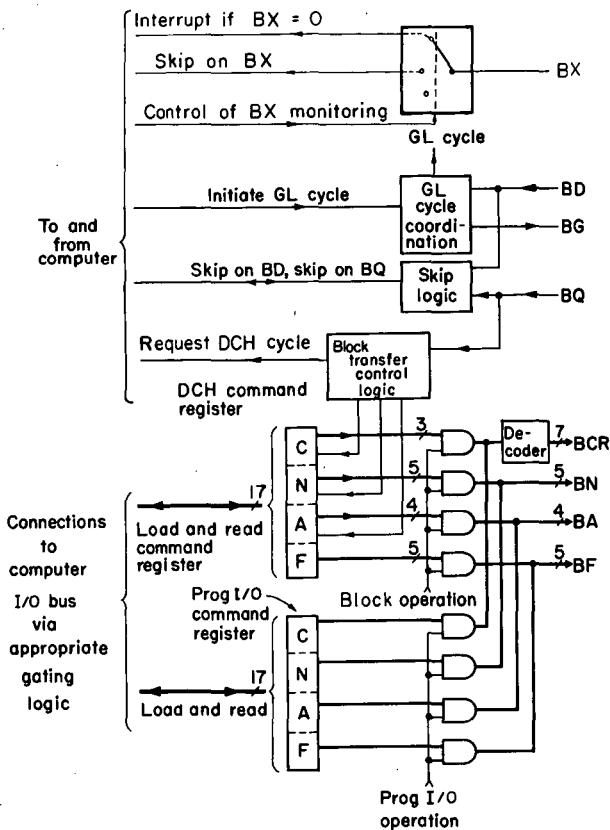 Interrupt if BX = 0
Skip on BX
BX
Control of BX monitoring
GL cycle
Initiate GL cycle
GL
cycle
coordi-
nation
BD
BG
To and
from
computer
Skip on BD, skip on BQ
Skip
logic
BQ
Request DCH cycle
Block
transfer
control
logic
DCH command
register
C
N
A
F
3
5
4
5
De-
coder
7
BCR
5
BN
4
BA
5
BF
17
Load and read
command
register
Block operation
Connections
to
computer
I/O bus
via
appropriate
gating
logic
Prog I/O
command
register
C
N
A
F
17
Load and read
Prog I/O
operation